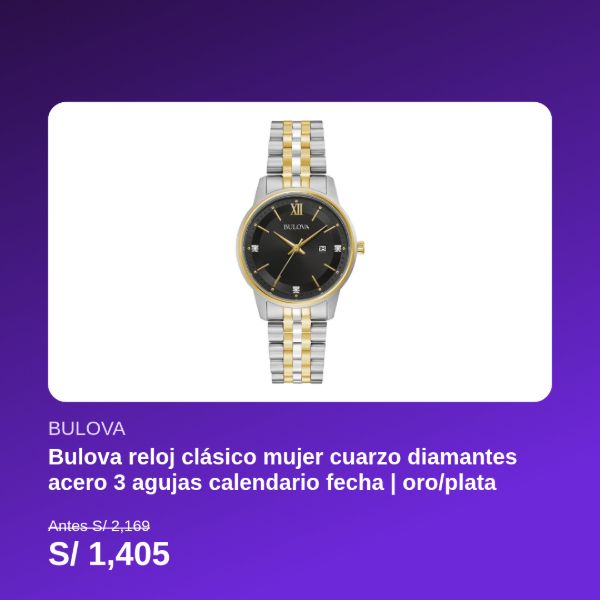 XII
BULOVA
BULOVA
Bulova reloj clásico mujer cuarzo diamantes
acero 3 agujas calendario fecha | oro/plata
Antes S/ 2,169
S/ 1,405